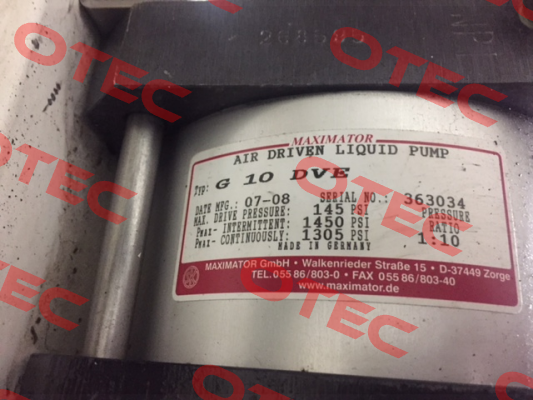 MAXIMATOR
AIR DRIVEN LIQUID PUMP
TYP: G 10 DVE
DATE MFG.: 07-08 SERIAL NO.: 363034
MAX. DRIVE PRESSURE: 145 PSI PRESSURE
Pmax- INTERMITTENT: 1450 PSI RATIO
Pmax- CONTINUOUSLY: 1305 PSI 1:10
MADE IN GERMANY
MAXIMATOR GmbH • Walkenrieder Straße 15 • D-37449 Zorge
TEL. 055 86/803-0 • FAX 055 86/803-40
www.maximator.de
OTEC
OTEC
OTEC
OTEC
OTEC
OTEC